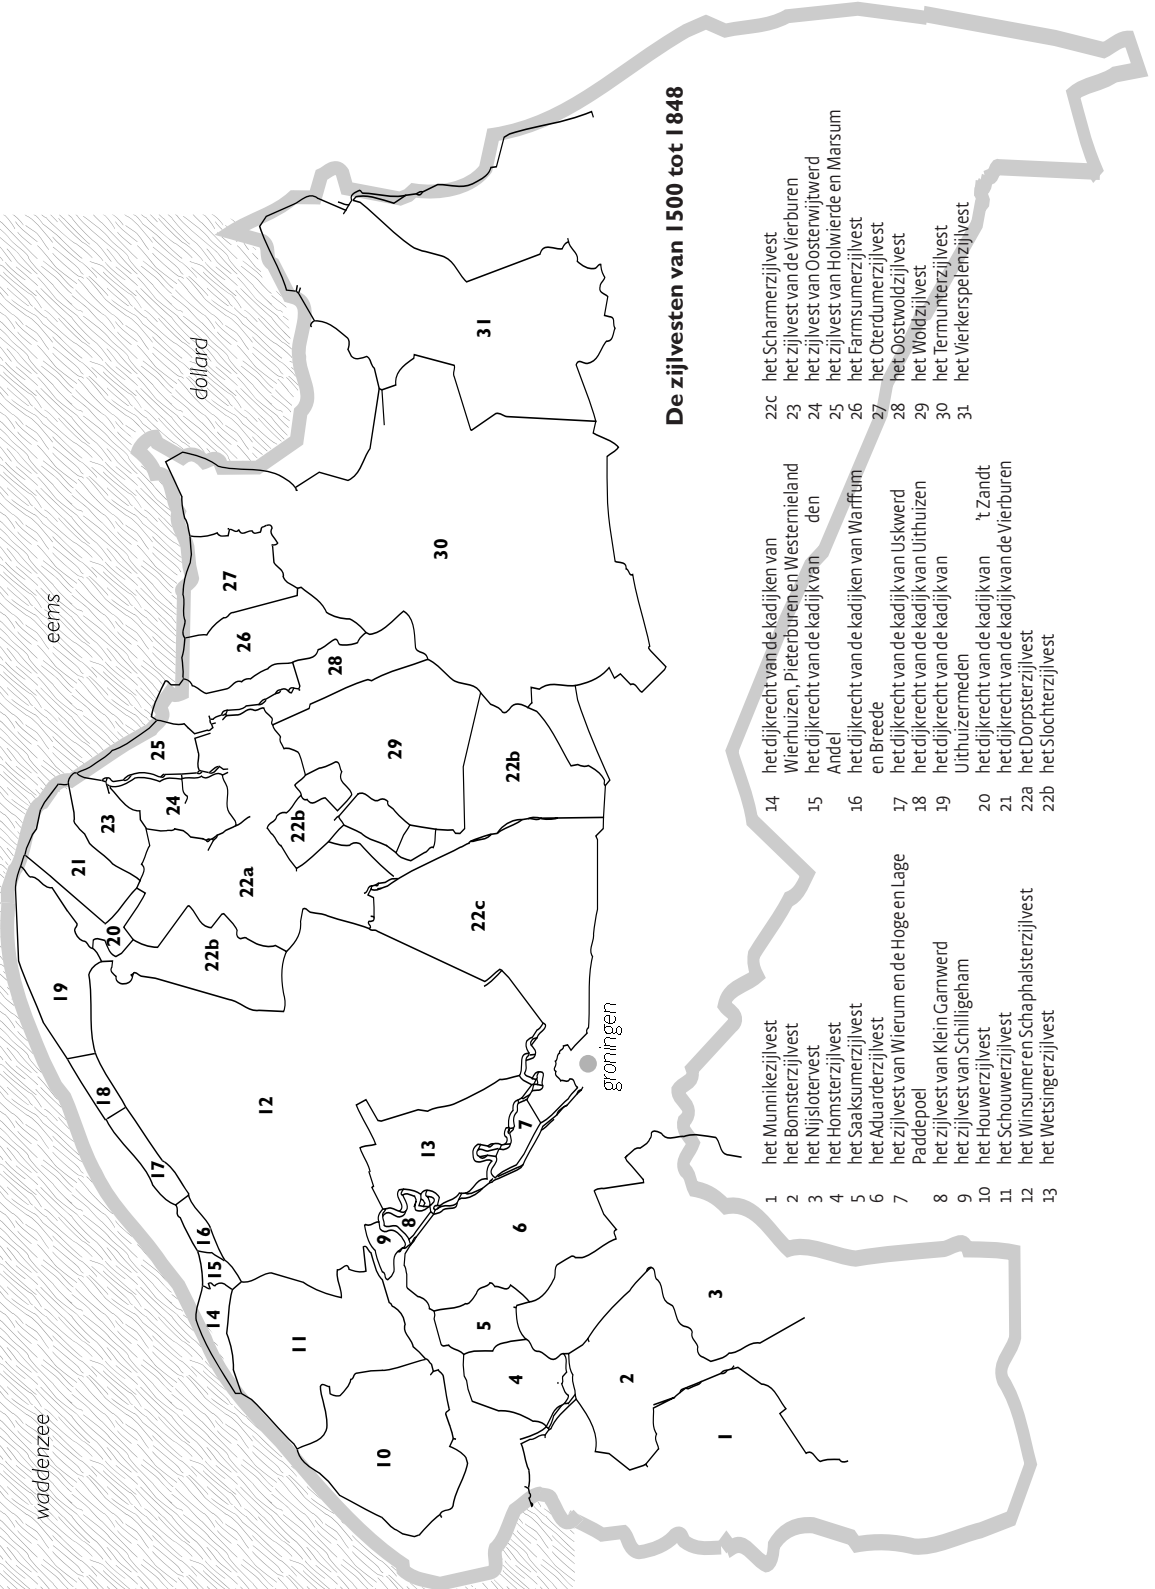 waddenzee
eems
dollard
groningen
1
2
3
4
5
6
7
8
9
10
11
12
13
14
15
16
17
18
19
20
21
22a
22b
22b
22b
22c
23
24
25
26
27
28
29
30
31
De zijlvesten van 1500 tot 1848
1 het Munnikezijlvest
2 het Bomsterzijlvest
3 het Nijslotervest
4 het Homsterzijlvest
5 het Saaksumerzijlvest
6 het Aduarderzijlvest
7 het zijlvest van Wierum en de Hoge en Lage
Paddepoel
8 het zijlvest van Klein Garnwerd
9 het zijlvest van Schilligeham
10 het Houwerzijlvest
11 het Schouwerzijlvest
12 het Winsumer en Schaphalsterzijlvest
13 het Wetsingerzijlvest
14 het dijkrecht van de kadijken van
Wierhuizen, Pieterburen en Westernieland
15 het dijkrecht van de kadijk van den
Andel
16 het dijkrecht van de kadijken van Warffum
en Breede
17 het dijkrecht van de kadijk van Uskwerd
18 het dijkrecht van de kadijk van Uithuizen
19 het dijkrecht van de kadijk van
Uithuizermeden
20 het dijkrecht van de kadijk van 't Zandt
21 het dijkrecht van de kadijk van de Vierburen
22a het Dorpsterzijlvest
22b het Slochterzijlvest
22c het Scharmerzijlvest
23 het zijlvest van de Vierburen
24 het zijlvest van Oosterwijtwerd
25 het zijlvest van Holwierde en Marsum
26 het Farmsumerzijlvest
27 het Oterdumerzijlvest
28 het Oostwoldzijlvest
29 het Woldzijlvest
30 het Termunterzijlvest
31 het Vierkerspelenzijlvest